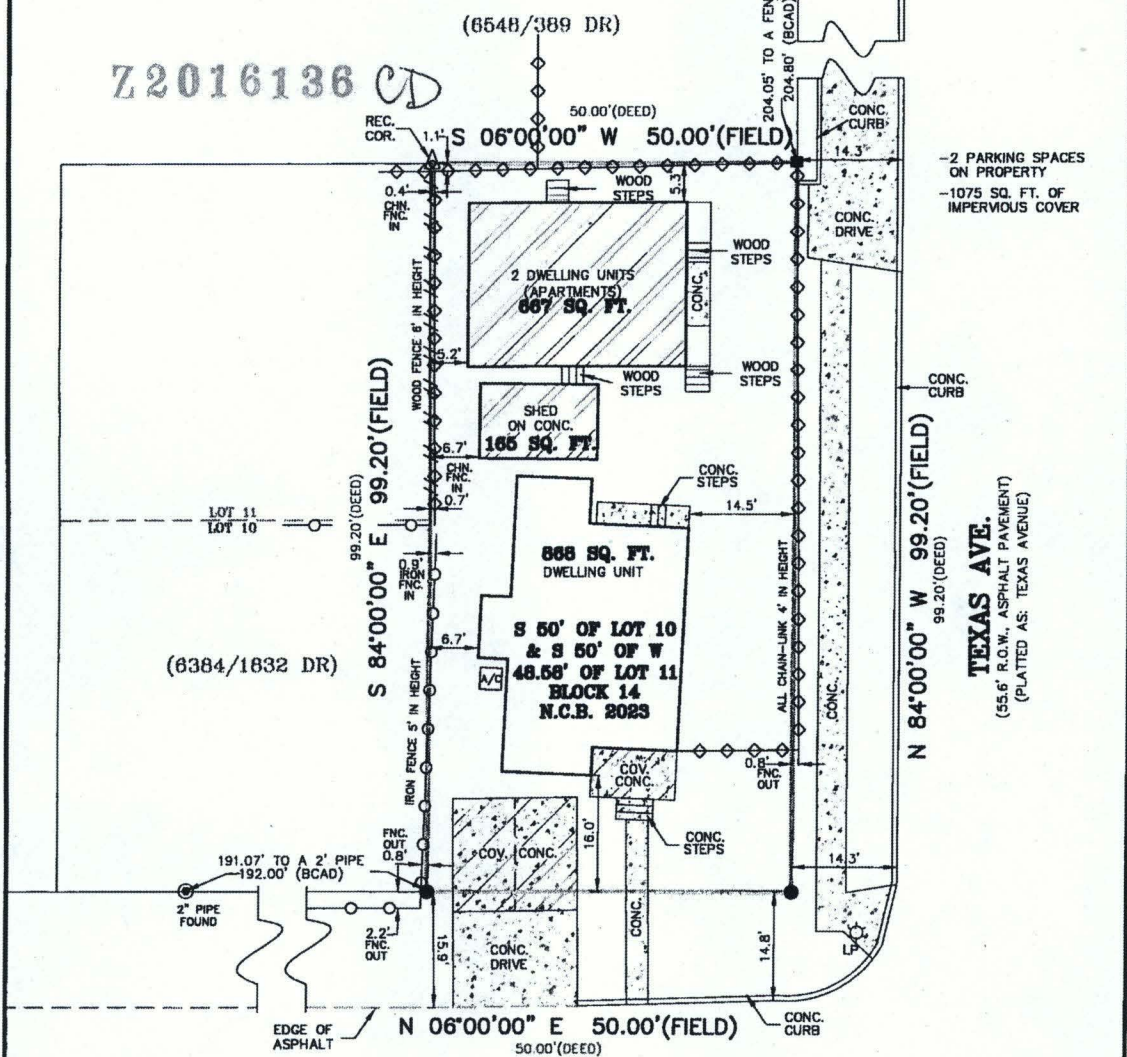 (6548/389 DR)
Z2016136 CD
204.05' TO A FEN
204.80' (BCAD)
50.00'(DEED)
S 06°00'00" W 50.00'(FIELD)
REC.
COR.
1.1'
CONC.
CURB
14.3'
-2 PARKING SPACES
ON PROPERTY
-1075 SQ. FT. OF
IMPERVIOUS COVER
0.4'
CHN.
FNC.
IN
WOOD
STEPS
5.3'
CONC.
DRIVE
WOOD
STEPS
2 DWELLING UNITS
(APARTMENTS)
667 SQ. FT.
CONC.
WOOD FENCE 6' IN HEIGHT
5.2'
WOOD
STEPS
WOOD
STEPS
CONC.
CURB
SHED
ON CONC.
165 SQ. FT.
6.7'
CHN.
FNC.
IN
0.7'
S 84°00'00" E 99.20'(FIELD)
99.20'(DEED)
LOT 11
LOT 10
CONC.
STEPS
14.5'
868 SQ. FT.
DWELLING UNIT
0.9'
IRON
FNC.
IN
6.7'
A/C
S 50' OF LOT 10
& S 50' OF W
48.58' OF LOT 11
BLOCK 14
N.C.B. 2023
(6384/1832 DR)
ALL CHAIN-LINK 4' IN HEIGHT
CONC.
N 84°00'00" W 99.20'(FIELD)
99.20'(DEED)
TEXAS AVE.
(55.6' R.O.W., ASPHALT PAVEMENT)
(PLATTED AS: TEXAS AVENUE)
IRON FENCE 5' IN HEIGHT
COV.
CONC.
0.8'
FNC.
OUT
16.0'
CONC.
STEPS
FNC.
OUT
0.8'
COV. CONC.
191.07' TO A 2' PIPE
192.00' (BCAD)
14.3'
2" PIPE
FOUND
2.2'
FNC.
OUT
15.9'
CONC.
DRIVE
CONC.
14.8'
LP
EDGE OF
ASPHALT
N 06°00'00" E 50.00'(FIELD)
50.00'(DEED)
CONC.
CURB